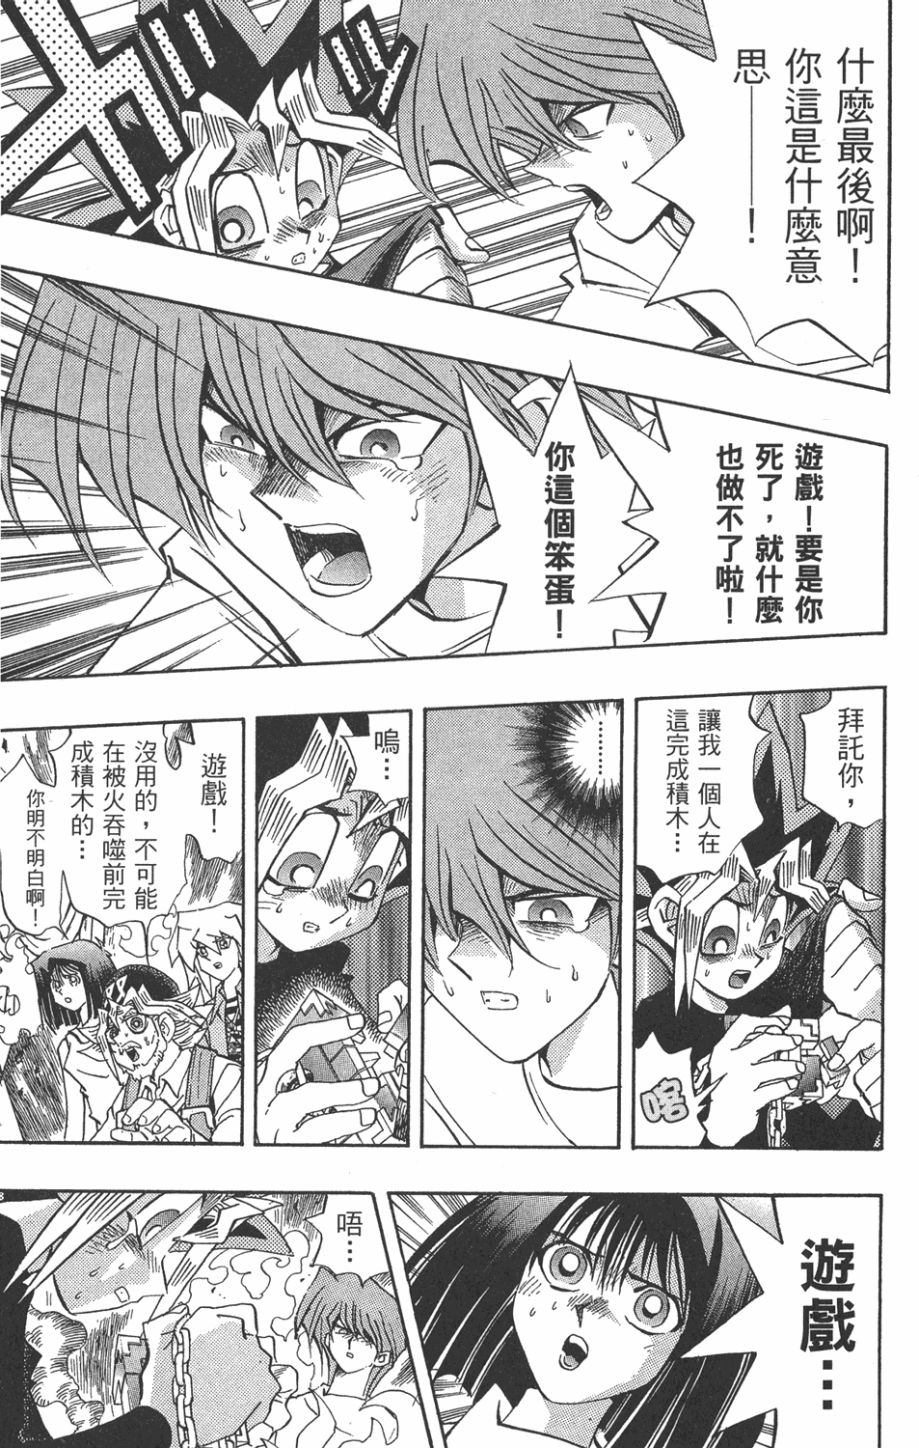 什麼最後啊！
你這是什麼意
思——！
遊戲！要是你
死了，就什麼
也做不了啦！
你這個笨蛋！
拜託你，
讓我一個人在
這完成積木…
喀
………
嗚…
遊戲！
沒用的，不可能
在被火吞噬前完
成積木的…
你明不明白啊！
遊戲…
唔…